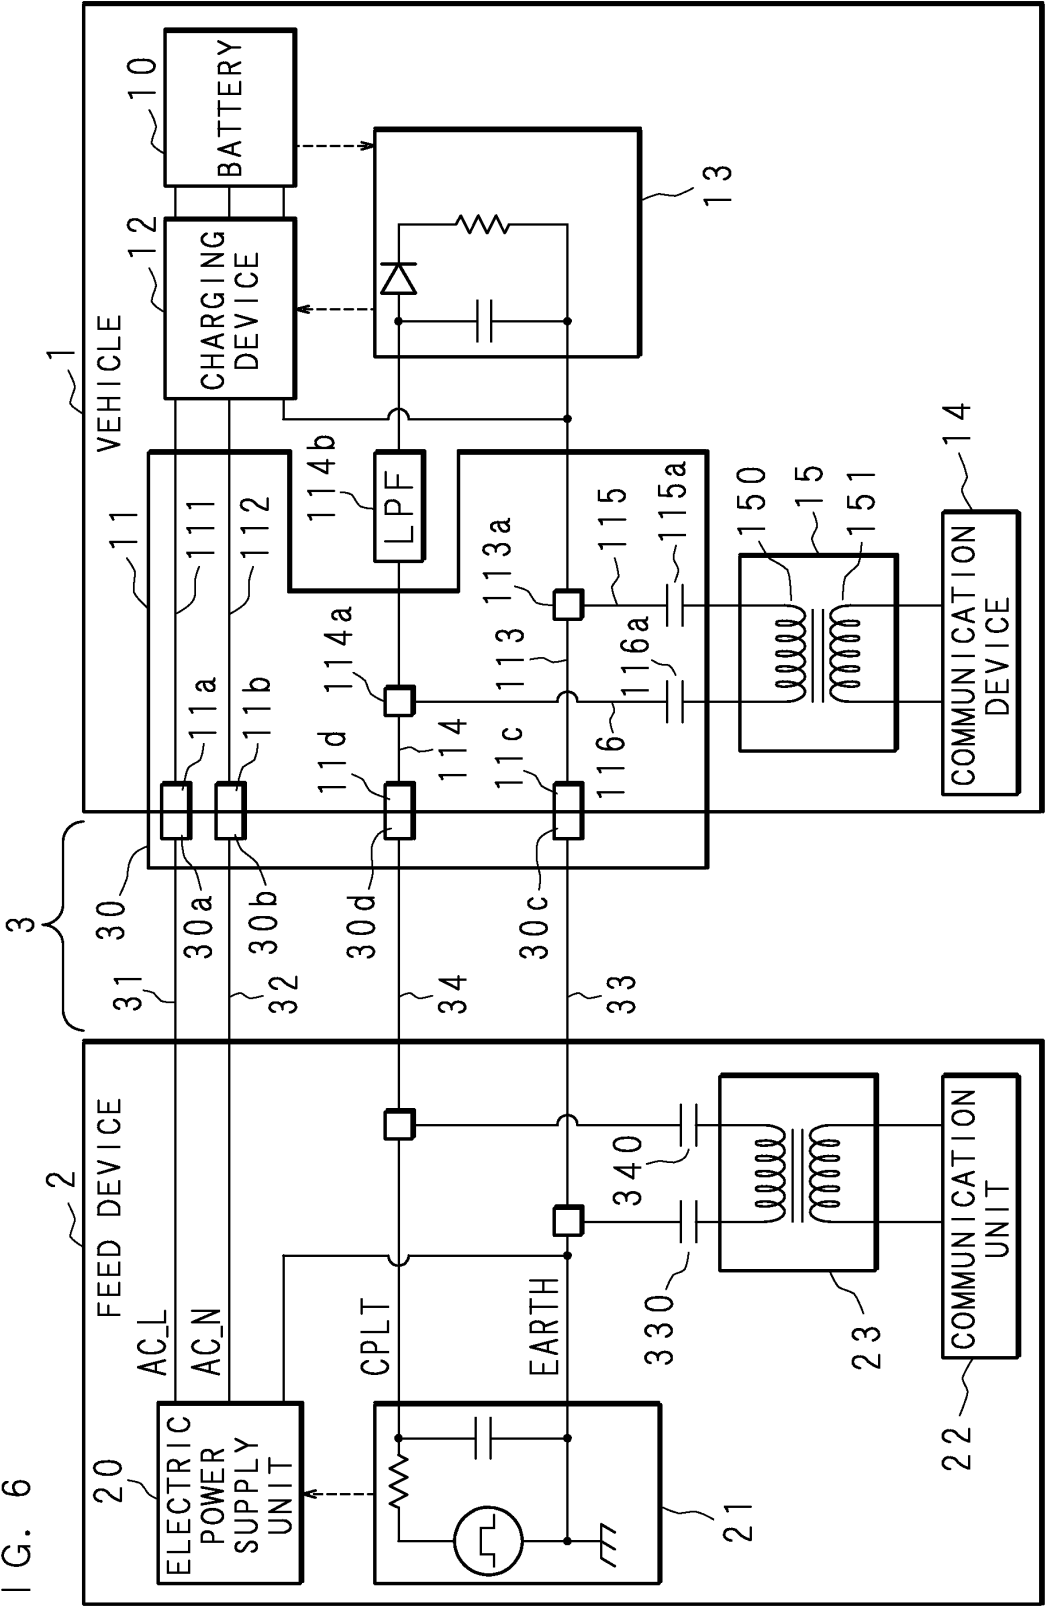 IG. 6
2
FEED DEVICE
20
ELECTRIC
POWER
SUPPLY
UNIT
AC_L
AC_N
CPLT
EARTH
21
330
340
23
22
COMMUNICATION
UNIT
3
31
32
34
33
30
30a
30b
30d
30c
1
VEHICLE
11
11a
11b
11d
11c
111
112
114
114a
114b
LPF
113
113a
115
115a
116
116a
12
CHARGING
DEVICE
10
BATTERY
13
150
15
151
14
COMMUNICATION
DEVICE